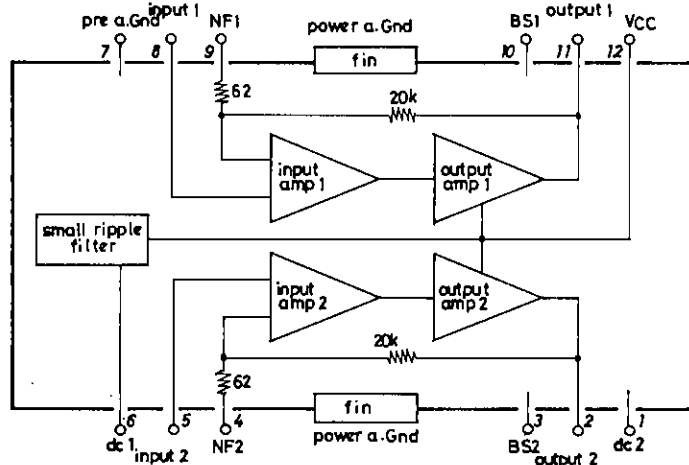 pre a.Gnd input 1 NF1 power a.Gnd BS1 output 1 VCC
7 8 9 fin 10 11 12
62 20k
input amp 1
output amp 1
small ripple filter
input amp 2
output amp 2
20k
62
6 5 4 fin 3 2 1
dc 1. input 2 NF2 power a.Gnd BS2 output 2 dc 2